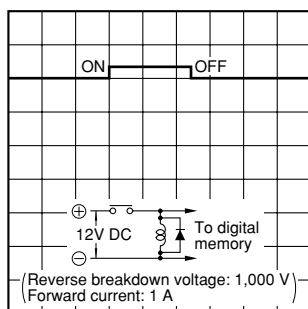 ON OFF
⊕
12V DC
To digital
memory
⊖
(Reverse breakdown voltage: 1,000 V
Forward current: 1 A)